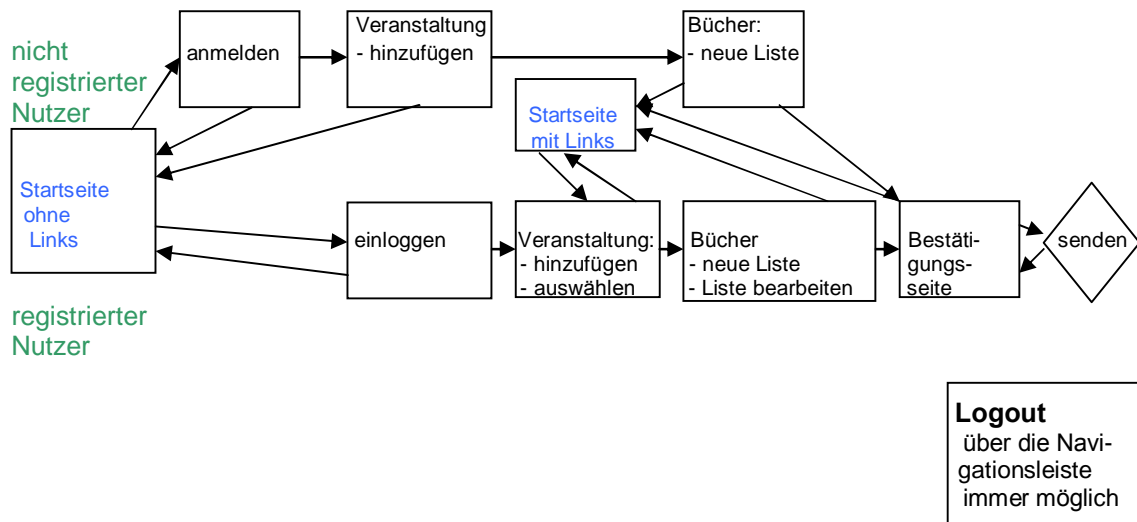 nicht
registrierter
Nutzer
anmelden
Veranstaltung
- hinzufügen
Bücher:
- neue Liste
Startseite
mit Links
Startseite
ohne
Links
einloggen
Veranstaltung:
- hinzufügen
- auswählen
Bücher
- neue Liste
- Liste bearbeiten
Bestäti-
gungs-
seite
senden
registrierter
Nutzer
Logout
über die Navi-
gationsleiste
immer möglich